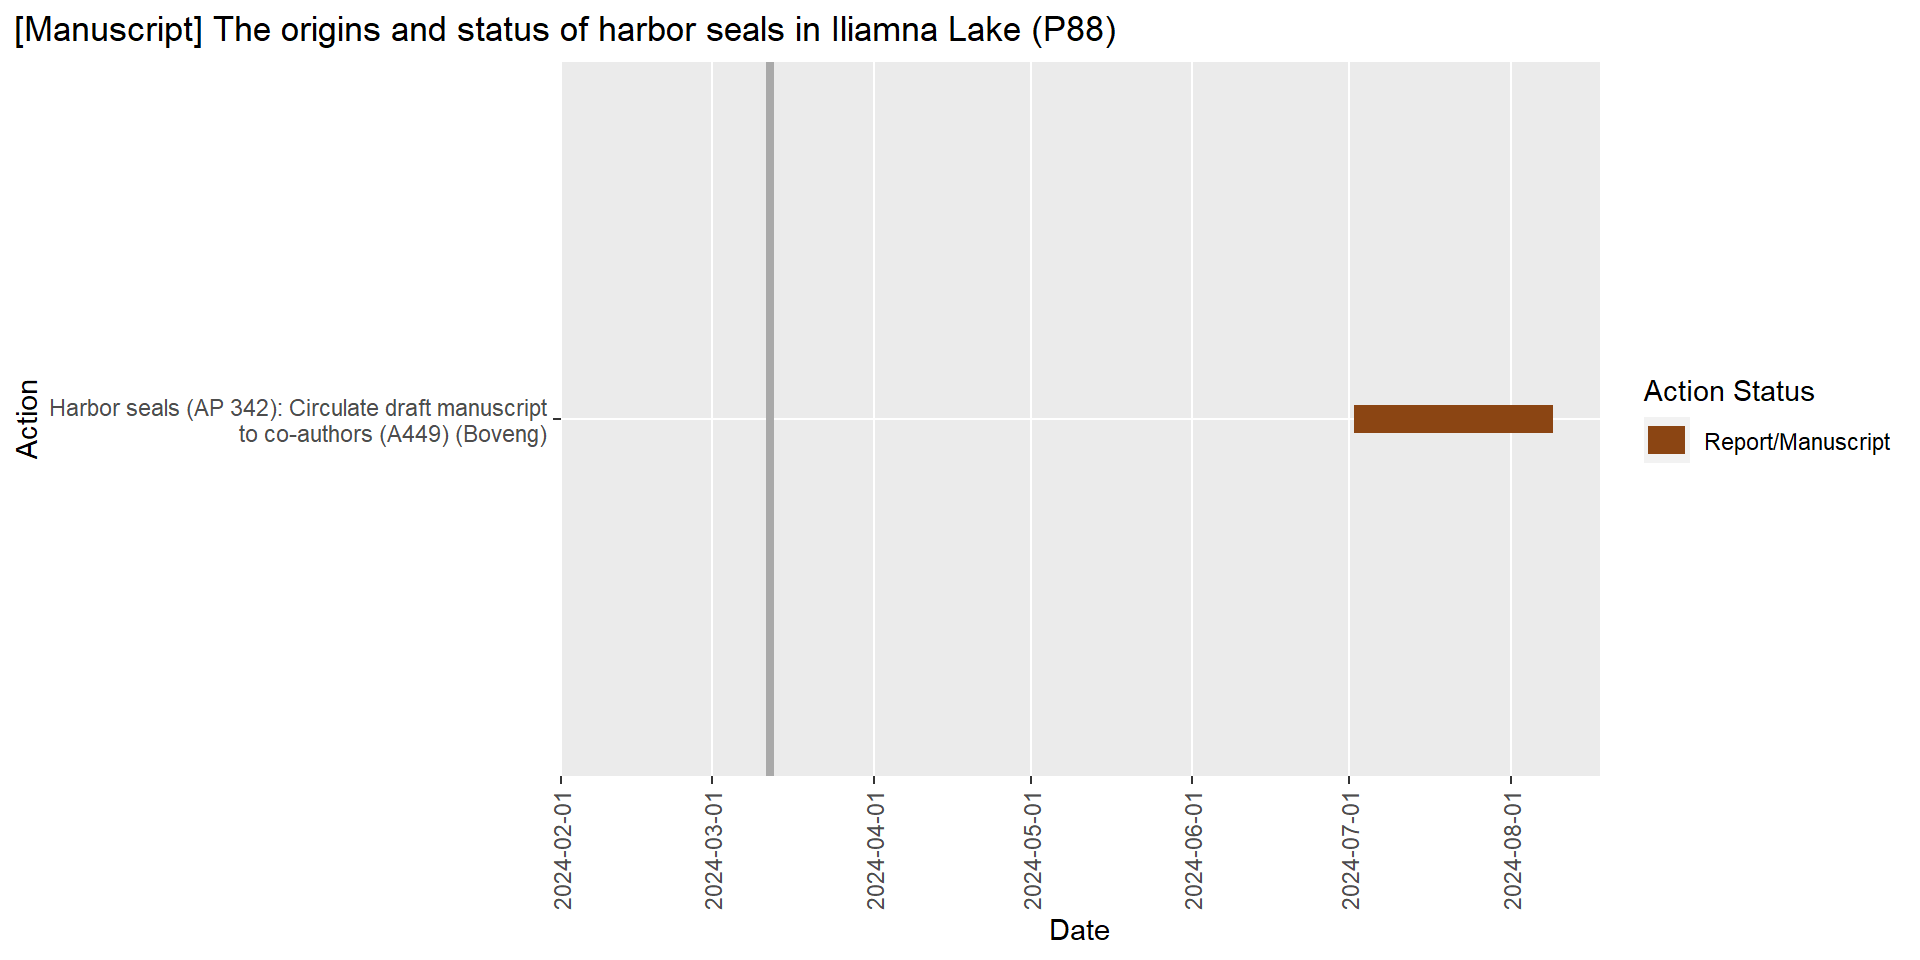 [Manuscript] The origins and status of harbor seals in Iliamna Lake (P88)
Action
Harbor seals (AP 342): Circulate draft manuscript
to co-authors (A449) (Boveng)
Action Status
Report/Manuscript
2024-02-01
2024-03-01
2024-04-01
2024-05-01
2024-06-01
2024-07-01
2024-08-01
Date